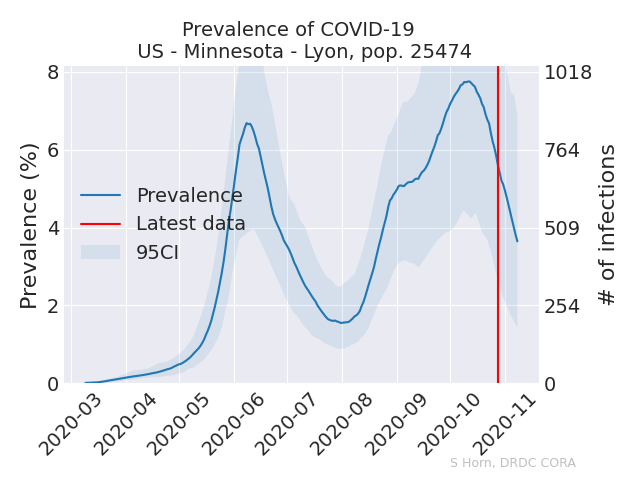 Prevalence of COVID-19
US - Minnesota - Lyon, pop. 25474
Prevalence (%)
8
6
4
2
0
1018
764
509
254
0
# of infections
Prevalence
Latest data
95CI
2020-03
2020-04
2020-05
2020-06
2020-07
2020-08
2020-09
2020-10
2020-11
S Horn, DRDC CORA